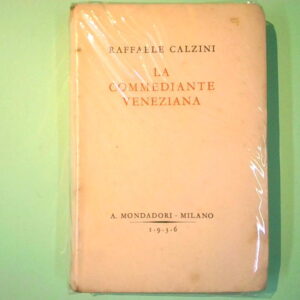 RAFFAELE CALZINI
LA
COMMEDIANTE
VENEZIANA
A. MONDADORI - MILANO
1 - 9 - 3 - 6